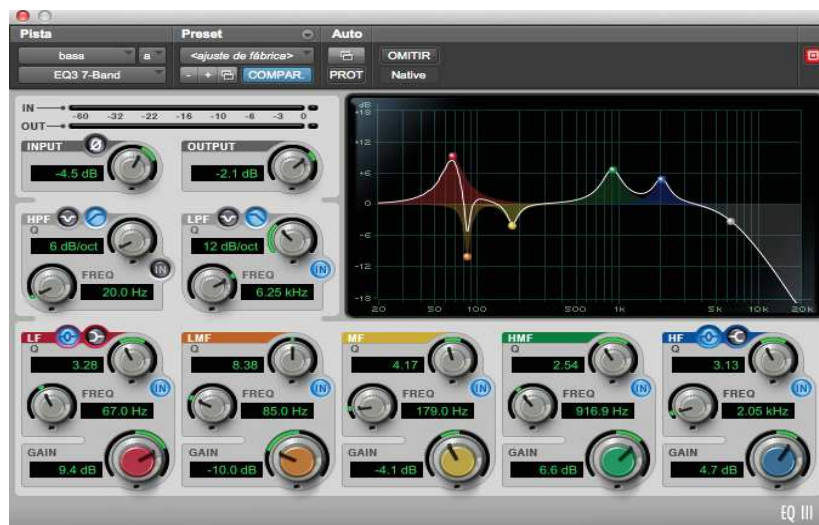 Pista Preset Auto
bass a <ajuste de fábrica> OMITIR
EQ3 7-Band - + COMPAR. PROT Native
IN
-60 -32 -22 -16 -10 -6 -3 0
OUT
INPUT Ø OUTPUT
-4.5 dB -2.1 dB
HPF LPF
Q Q
6 dB/oct 12 dB/oct
IN IN
FREQ FREQ
20.0 Hz 6.25 kHz
dB
+18
+12
+6
0
-6
-12
-18
20 50 100 500 1k 5k 10k 20k
LF LMF MF HMF HF
Q Q Q Q Q
3.28 8.38 4.17 2.54 3.13
IN IN IN IN IN
FREQ FREQ FREQ FREQ FREQ
67.0 Hz 85.0 Hz 179.0 Hz 916.9 Hz 2.05 kHz
GAIN GAIN GAIN GAIN GAIN
9.4 dB -10.0 dB -4.1 dB 6.6 dB 4.7 dB
EQ III